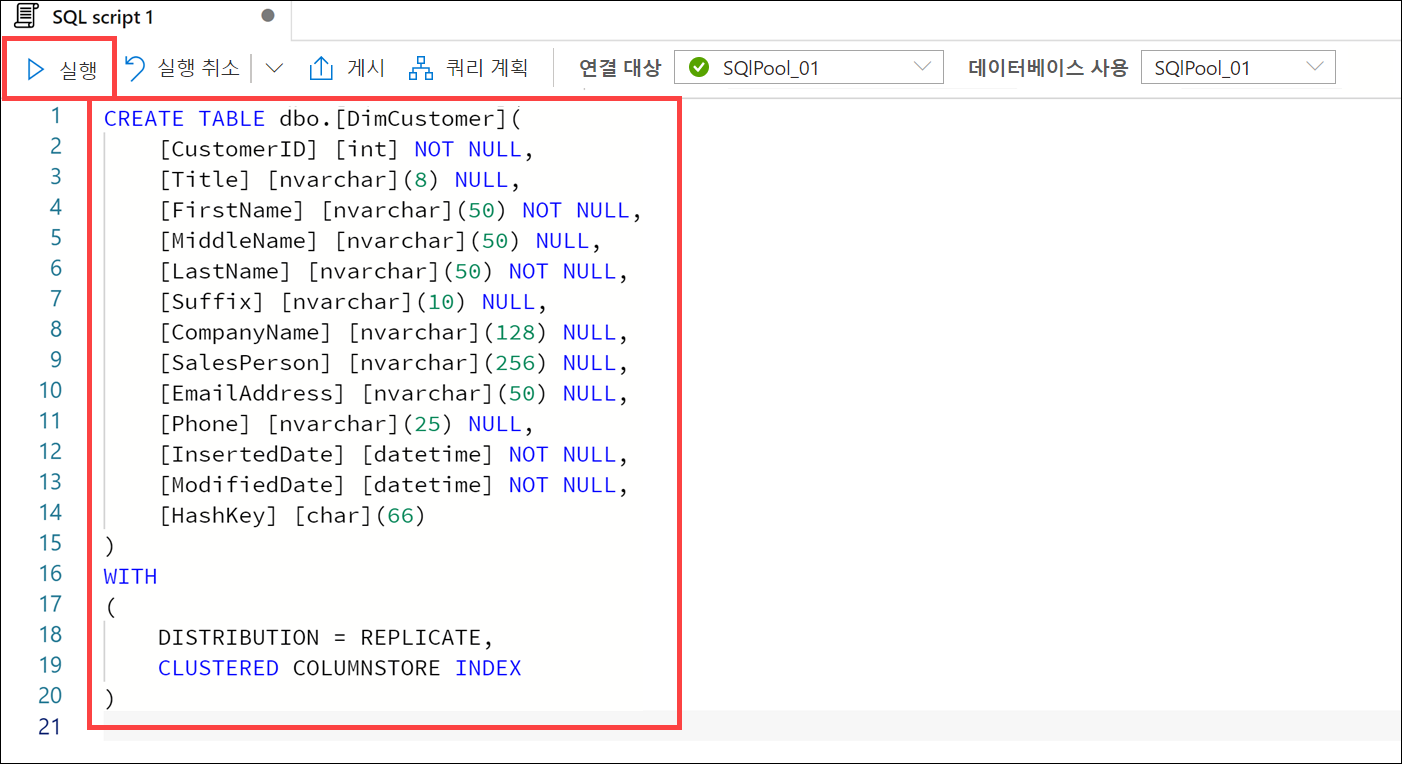 SQL script 1
실행 실행 취소 게시 쿼리 계획 연결 대상 SQlPool_01 데이터베이스 사용 SQlPool_01
1 CREATE TABLE dbo.[DimCustomer](
2 [CustomerID] [int] NOT NULL,
3 [Title] [nvarchar](8) NULL,
4 [FirstName] [nvarchar](50) NOT NULL,
5 [MiddleName] [nvarchar](50) NULL,
6 [LastName] [nvarchar](50) NOT NULL,
7 [Suffix] [nvarchar](10) NULL,
8 [CompanyName] [nvarchar](128) NULL,
9 [SalesPerson] [nvarchar](256) NULL,
10 [EmailAddress] [nvarchar](50) NULL,
11 [Phone] [nvarchar](25) NULL,
12 [InsertedDate] [datetime] NOT NULL,
13 [ModifiedDate] [datetime] NOT NULL,
14 [HashKey] [char](66)
15 )
16 WITH
17 (
18 DISTRIBUTION = REPLICATE,
19 CLUSTERED COLUMNSTORE INDEX
20 )
21